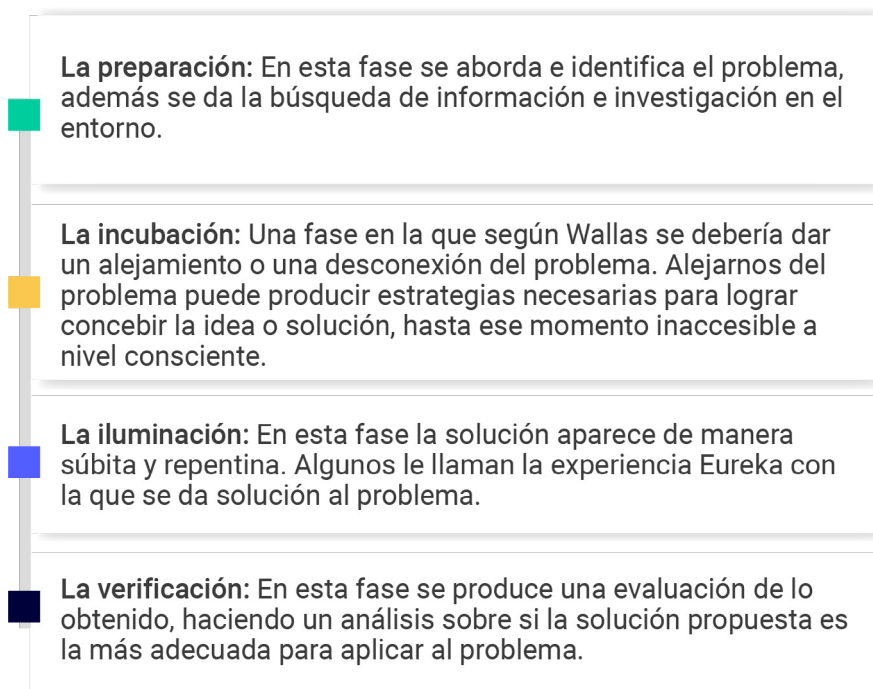 La preparación: En esta fase se aborda e identifica el problema,
además se da la búsqueda de información e investigación en el
entorno.
La incubación: Una fase en la que según Wallas se debería dar
un alejamiento o una desconexión del problema. Alejarnos del
problema puede producir estrategias necesarias para lograr
concebir la idea o solución, hasta ese momento inaccesible a
nivel consciente.
La iluminación: En esta fase la solución aparece de manera
súbita y repentina. Algunos le llaman la experiencia Eureka con
la que se da solución al problema.
La verificación: En esta fase se produce una evaluación de lo
obtenido, haciendo un análisis sobre si la solución propuesta es
la más adecuada para aplicar al problema.